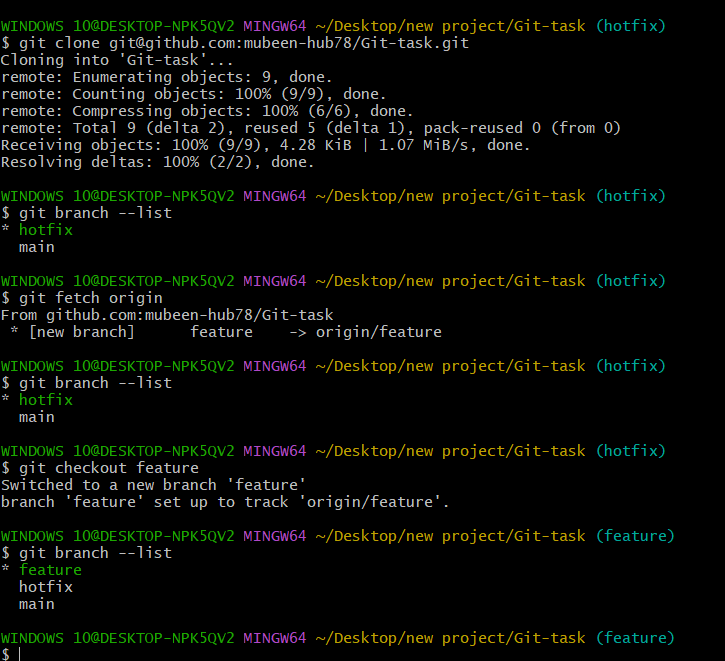 WINDOWS 10@DESKTOP-NPK5QV2 MINGW64 ~/Desktop/new project/Git-task (hotfix)
$ git clone git@github.com:mubeen-hub78/Git-task.git
Cloning into 'Git-task'...
remote: Enumerating objects: 9, done.
remote: Counting objects: 100% (9/9), done.
remote: Compressing objects: 100% (6/6), done.
remote: Total 9 (delta 2), reused 5 (delta 1), pack-reused 0 (from 0)
Receiving objects: 100% (9/9), 4.28 KiB | 1.07 MiB/s, done.
Resolving deltas: 100% (2/2), done.

WINDOWS 10@DESKTOP-NPK5QV2 MINGW64 ~/Desktop/new project/Git-task (hotfix)
$ git branch --list
* hotfix
  main

WINDOWS 10@DESKTOP-NPK5QV2 MINGW64 ~/Desktop/new project/Git-task (hotfix)
$ git fetch origin
From github.com:mubeen-hub78/Git-task
 * [new branch]      feature    -> origin/feature

WINDOWS 10@DESKTOP-NPK5QV2 MINGW64 ~/Desktop/new project/Git-task (hotfix)
$ git branch --list
* hotfix
  main

WINDOWS 10@DESKTOP-NPK5QV2 MINGW64 ~/Desktop/new project/Git-task (hotfix)
$ git checkout feature
Switched to a new branch 'feature'
branch 'feature' set up to track 'origin/feature'.

WINDOWS 10@DESKTOP-NPK5QV2 MINGW64 ~/Desktop/new project/Git-task (feature)
$ git branch --list
* feature
  hotfix
  main

WINDOWS 10@DESKTOP-NPK5QV2 MINGW64 ~/Desktop/new project/Git-task (feature)
$